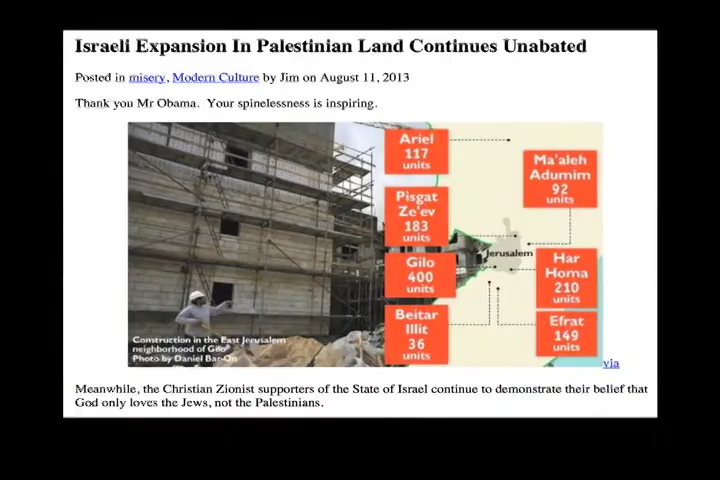 Israeli Expansion In Palestinian Land Continues Unabated
Posted in misery, Modern Culture by Jim on August 11, 2013
Thank you Mr Obama.  Your spinelessness is inspiring.
Ariel
117
units
Ma'aleh
Adumim
92
units
Pisgat
Ze'ev
183
units
Jerusalem
Gilo
400
units
Har
Homa
210
units
Beitar
Illit
36
units
Efrat
149
units
Construction in the East Jerusalem
neighborhood of Gilo
Photo by Daniel Bar-On
via
Meanwhile, the Christian Zionist supporters of the State of Israel continue to demonstrate their belief that
God only loves the Jews, not the Palestinians.